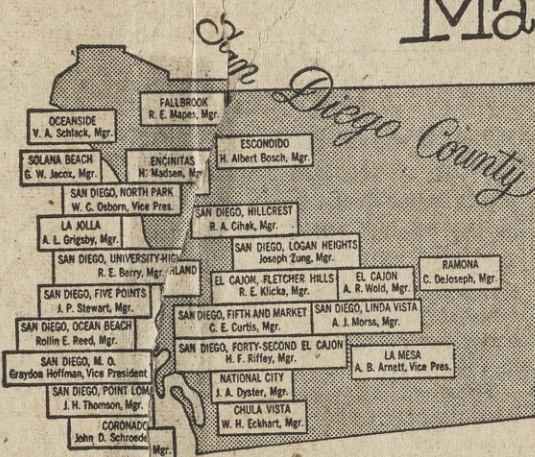 Ma
San Diego County
FALLBROOK
R. E. Mapes, Mgr.
OCEANSIDE
V. A. Schlack, Mgr.
ESCONDIDO
H. Albert Bosch, Mgr.
SOLANA BEACH
G. W. Jacox, Mgr.
ENCINITAS
H. Madsen, Mgr.
SAN DIEGO, NORTH PARK
W. C. Osborn, Vice Pres.
SAN DIEGO, HILLCREST
R. A. Cihak, Mgr.
LA JOLLA
A. L. Grigsby, Mgr.
SAN DIEGO, LOGAN HEIGHTS
Joseph Zung, Mgr.
SAN DIEGO, UNIVERSITY-HIGHLAND
R. E. Berry, Mgr.
RAMONA
C. DeJoseph, Mgr.
EL CAJON, FLETCHER HILLS
R. E. Klicka, Mgr.
EL CAJON
A. R. Wold, Mgr.
SAN DIEGO, FIVE POINTS
J. P. Stewart, Mgr.
SAN DIEGO, FIFTH AND MARKET
C. E. Curtis, Mgr.
SAN DIEGO, LINDA VISTA
A. J. Morss, Mgr.
SAN DIEGO, OCEAN BEACH
Rollin E. Reed, Mgr.
SAN DIEGO, FORTY-SECOND EL CAJON
H. F. Riffey, Mgr.
SAN DIEGO, M. O.
Graydon Hoffman, Vice President
LA MESA
A. B. Arnett, Vice Pres.
NATIONAL CITY
J. A. Dyster, Mgr.
SAN DIEGO, POINT LOMA
J. H. Thomson, Mgr.
CHULA VISTA
W. H. Eckhart, Mgr.
CORONADO
John D. Schroede Mgr.